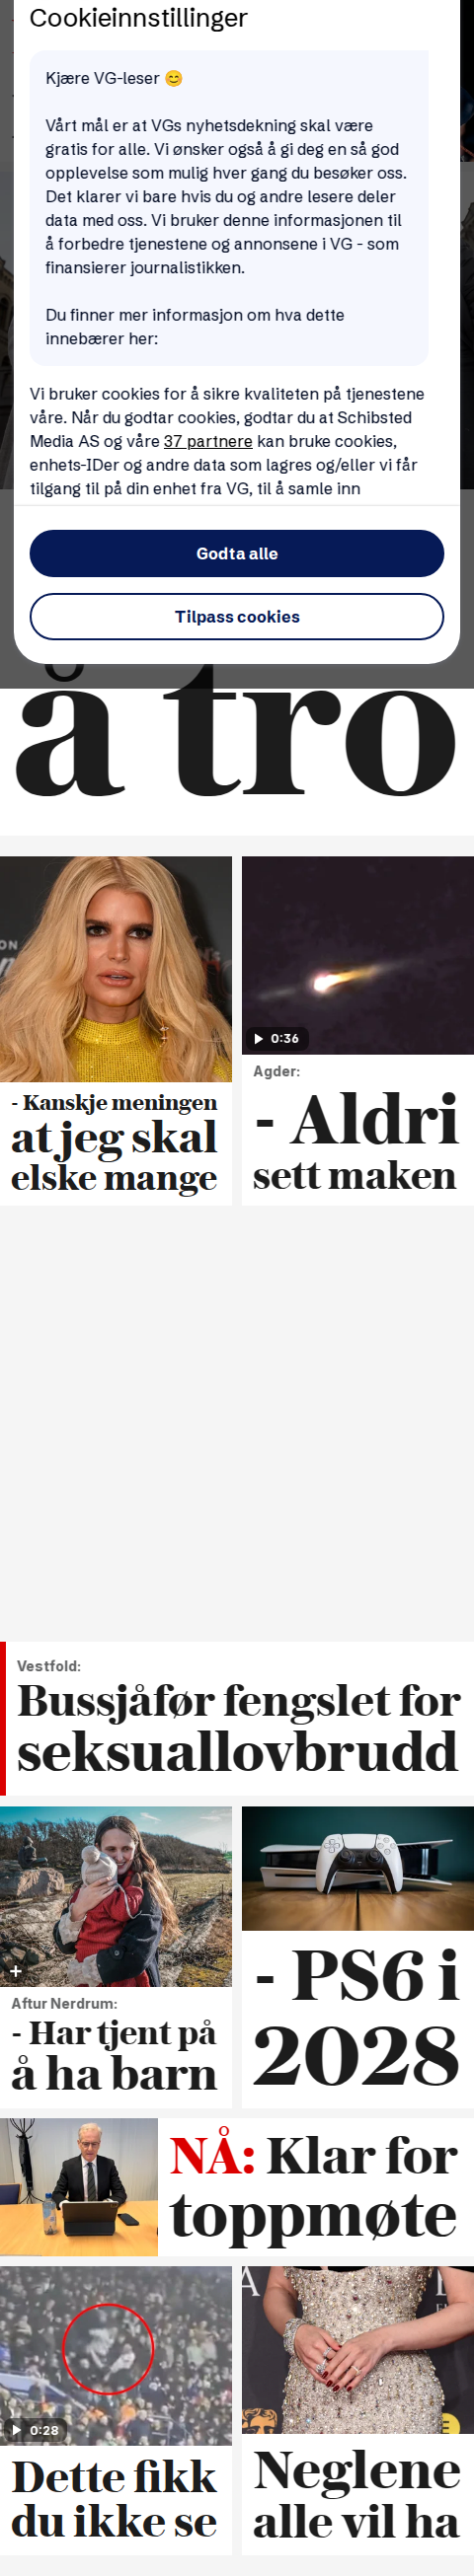 Cookieinnstillinger
Kjære VG-leser 😊
Vårt mål er at VGs nyhetsdekning skal være
gratis for alle. Vi ønsker også å gi deg en så god
opplevelse som mulig hver gang du besøker oss.
Det klarer vi bare hvis du og andre lesere deler
data med oss. Vi bruker denne informasjonen til
å forbedre tjenestene og annonsene i VG - som
finansierer journalistikken.
Du finner mer informasjon om hva dette
innebærer her:
Vi bruker cookies for å sikre kvaliteten på tjenestene
våre. Når du godtar cookies, godtar du at Schibsted
Media AS og våre 37 partnere kan bruke cookies,
enhets-IDer og andre data som lagres og/eller vi får
tilgang til på din enhet fra VG, til å samle inn
Godta alle
Tilpass cookies
å tro
0:36
- Kanskje meningen
at jeg skal
elske mange
Agder:
- Aldri
sett maken
Vestfold:
Bussjåfør fengslet for
seksuallovbrudd
Aftur Nerdrum:
- Har tjent på
å ha barn
- PS6 i
2028
NÅ: Klar for
toppmøte
0:28
Dette fikk
du ikke se
Neglene
alle vil ha